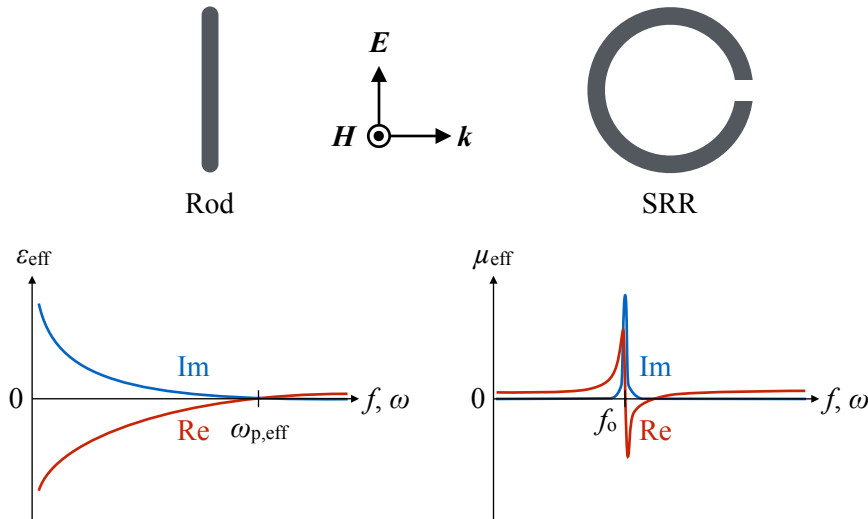 E
H
k
Rod
SRR
εeff
Im
0
Re
ωp,eff
f, ω
μeff
Im
0
fo
Re
f, ω